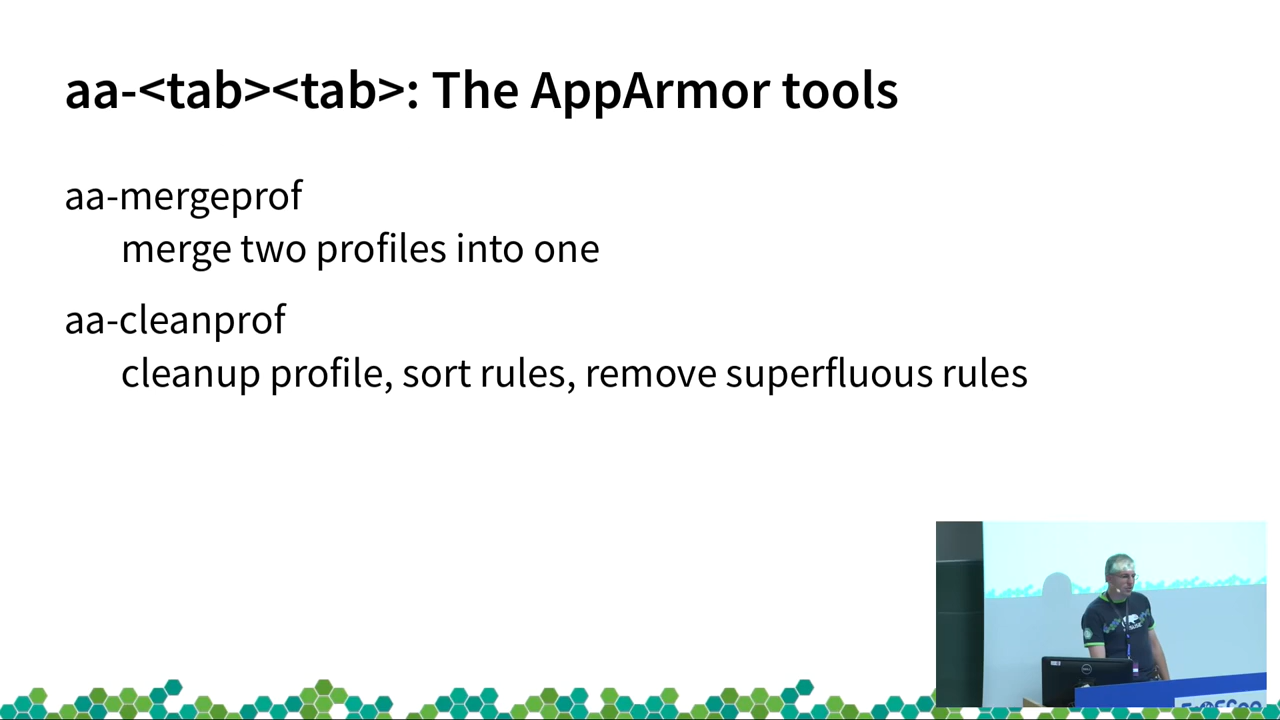 aa-<tab><tab>: The AppArmor tools
aa-mergeprof
merge two profiles into one
aa-cleanprof
cleanup profile, sort rules, remove superfluous rules
DELL